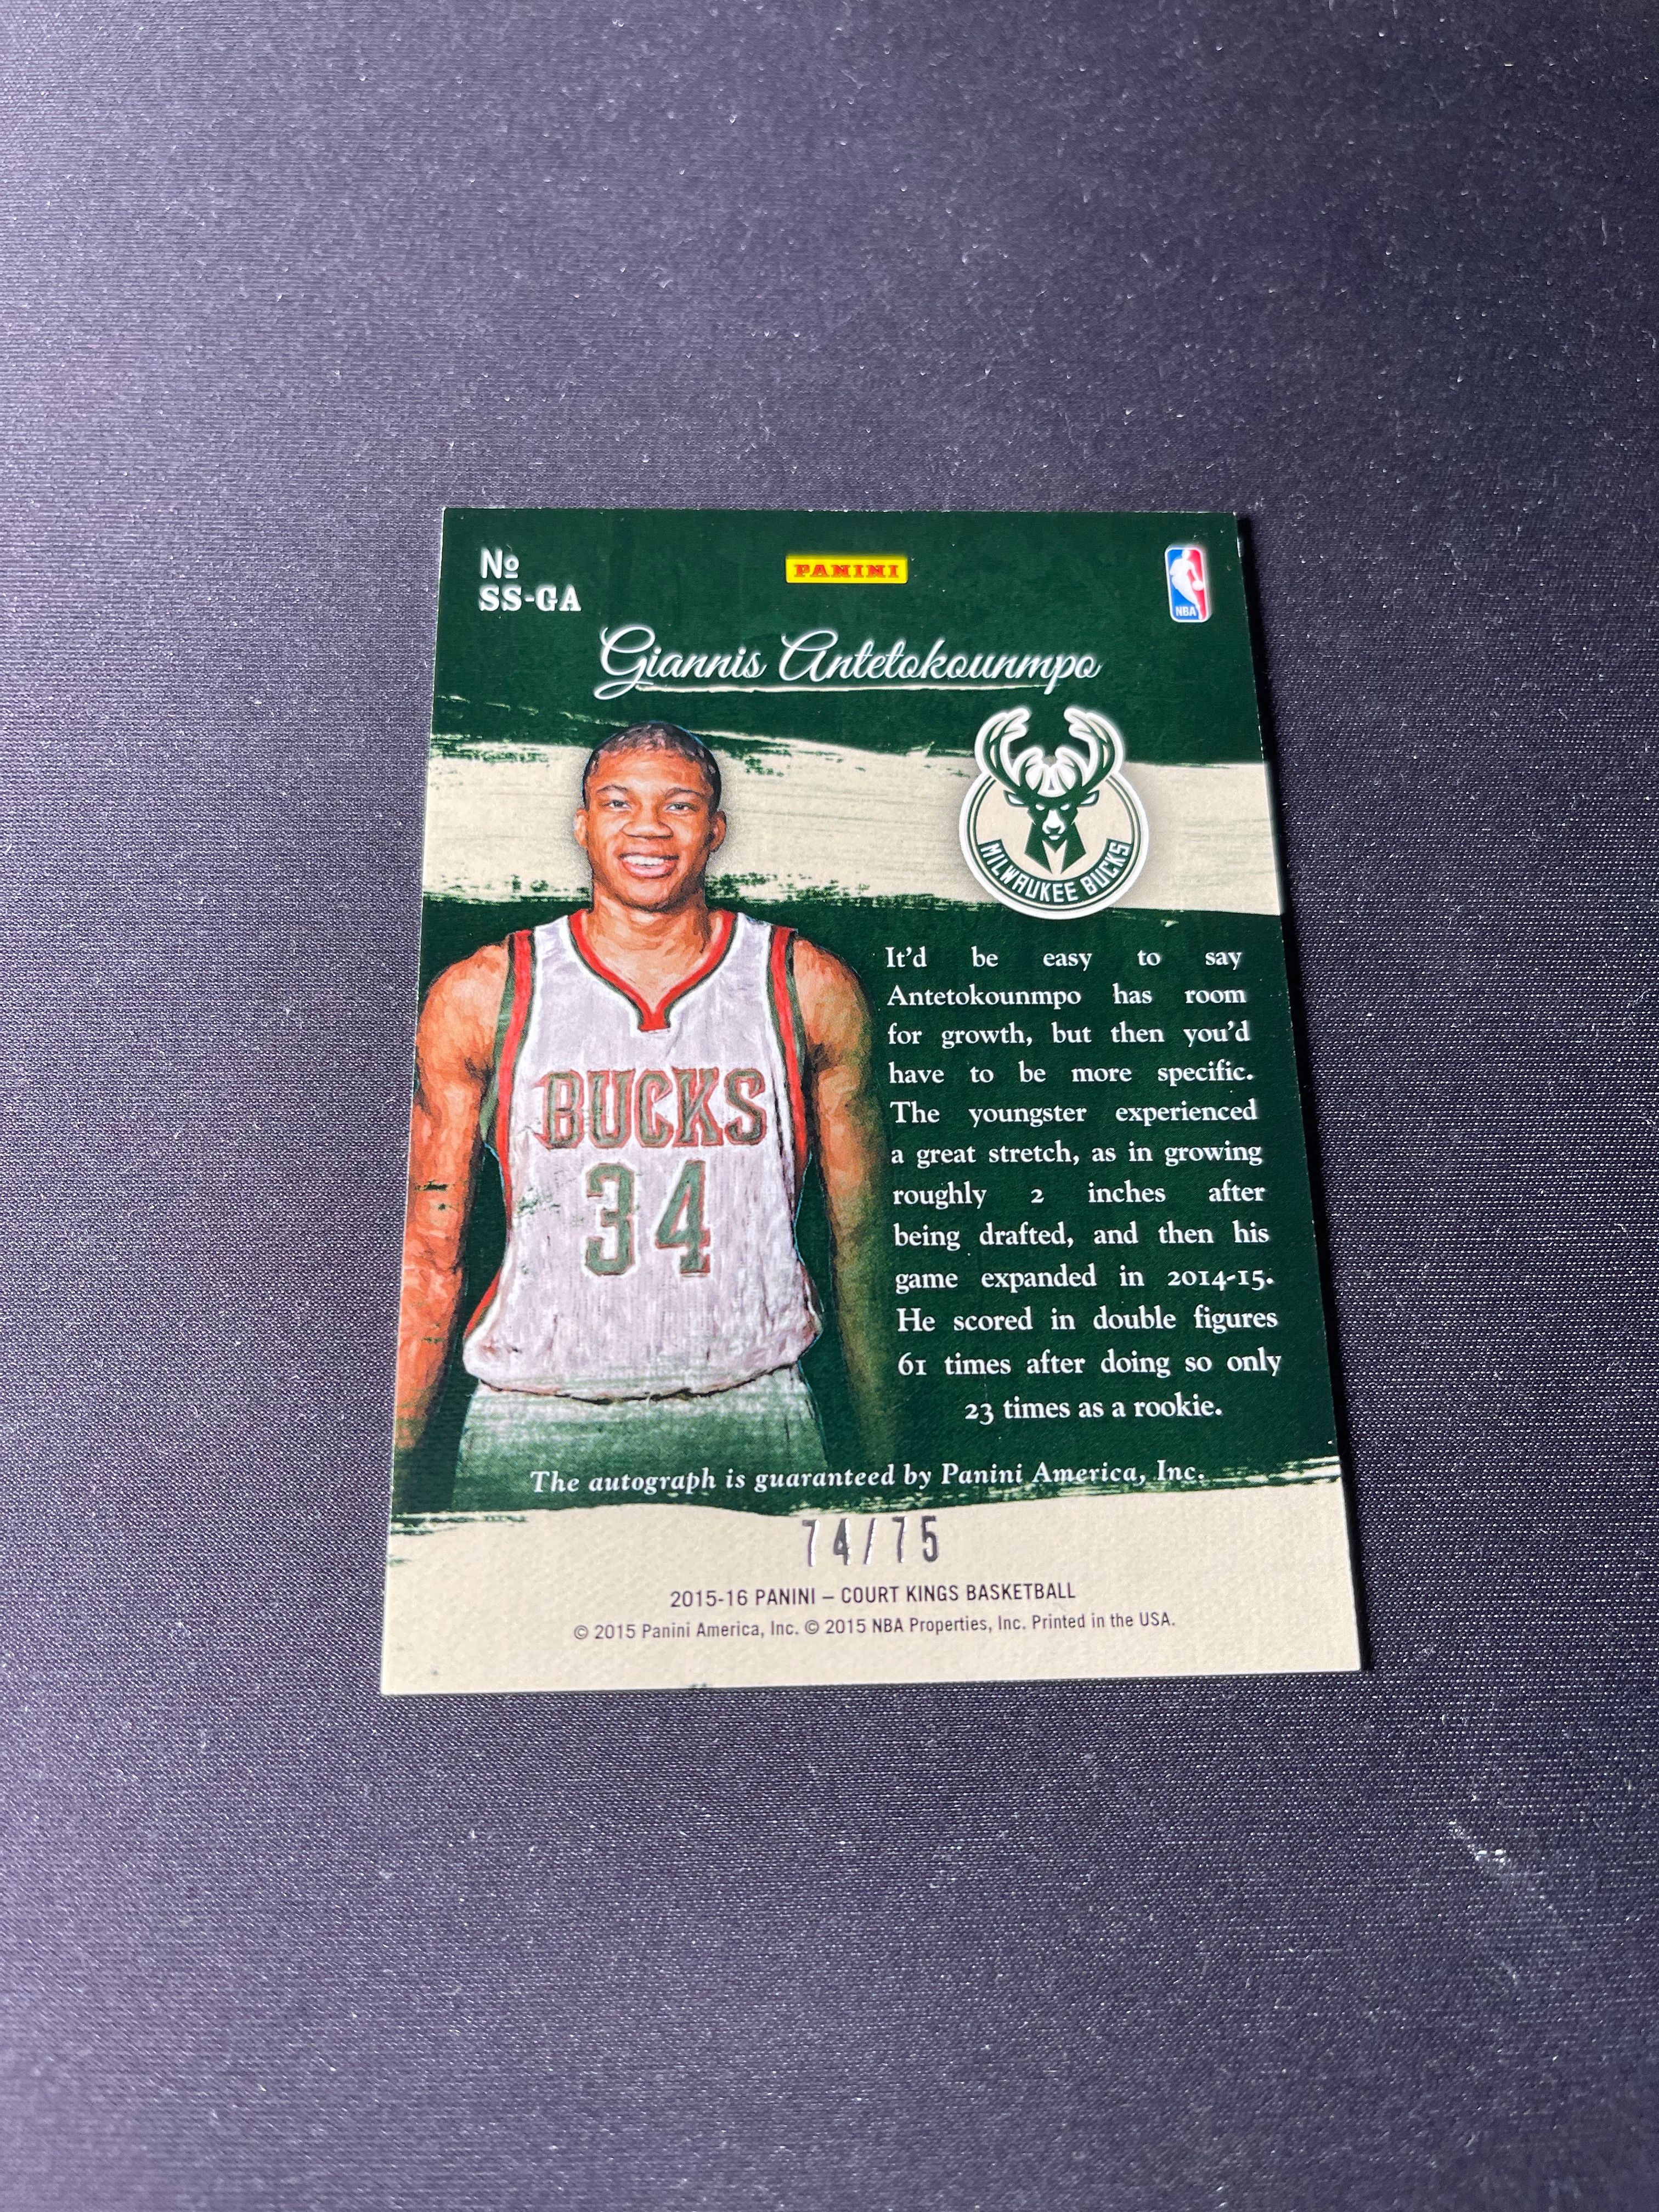 Nº
SS-GA
PANINI
NBA
Giannis Antetokounmpo
MILWAUKEE BUCKS
BUCKS
34
It'd be easy to say
Antetokounmpo has room
for growth, but then you'd
have to be more specific.
The youngster experienced
a great stretch, as in growing
roughly 2 inches after
being drafted, and then his
game expanded in 2014-15.
He scored in double figures
61 times after doing so only
23 times as a rookie.
The autograph is guaranteed by Panini America, Inc.
74/75
2015-16 PANINI – COURT KINGS BASKETBALL
© 2015 Panini America, Inc. © 2015 NBA Properties, Inc. Printed in the USA.